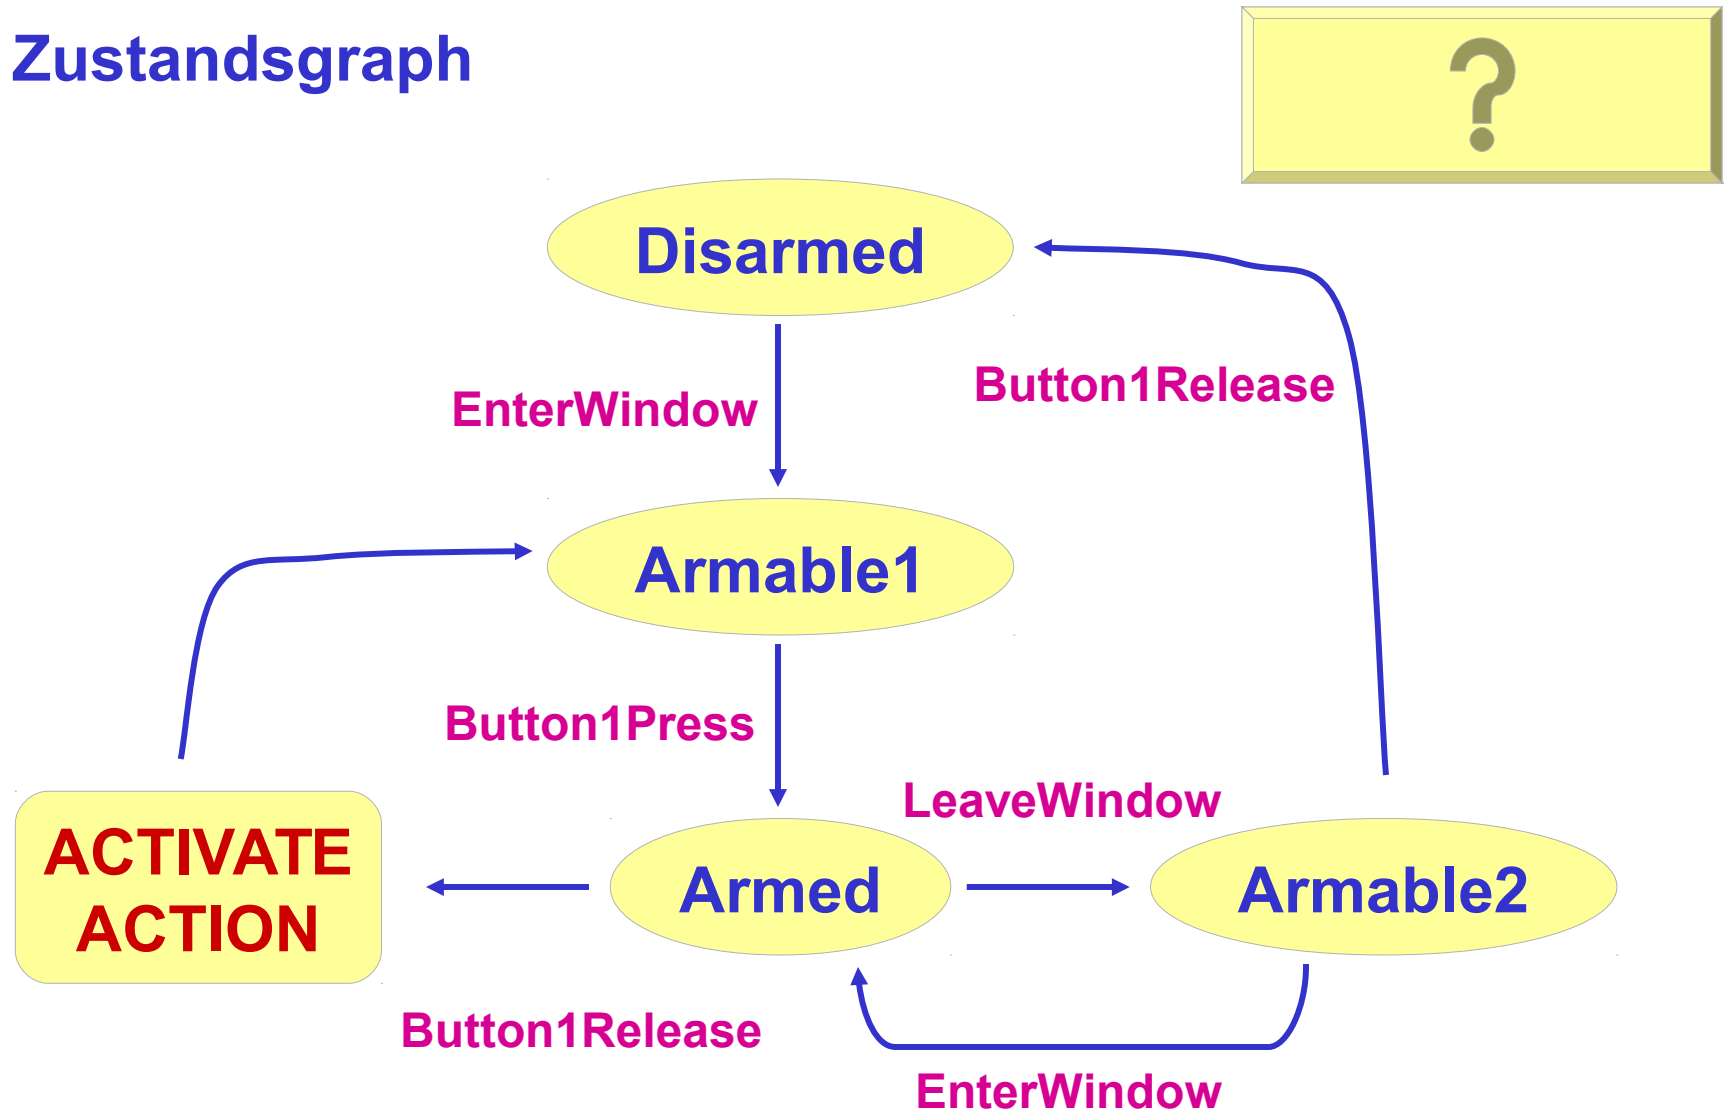 Zustandsgraph
?
Disarmed
Button1Release
EnterWindow
Armable1
Button1Press
LeaveWindow
ACTIVATE
ACTION
Armed
Armable2
Button1Release
EnterWindow